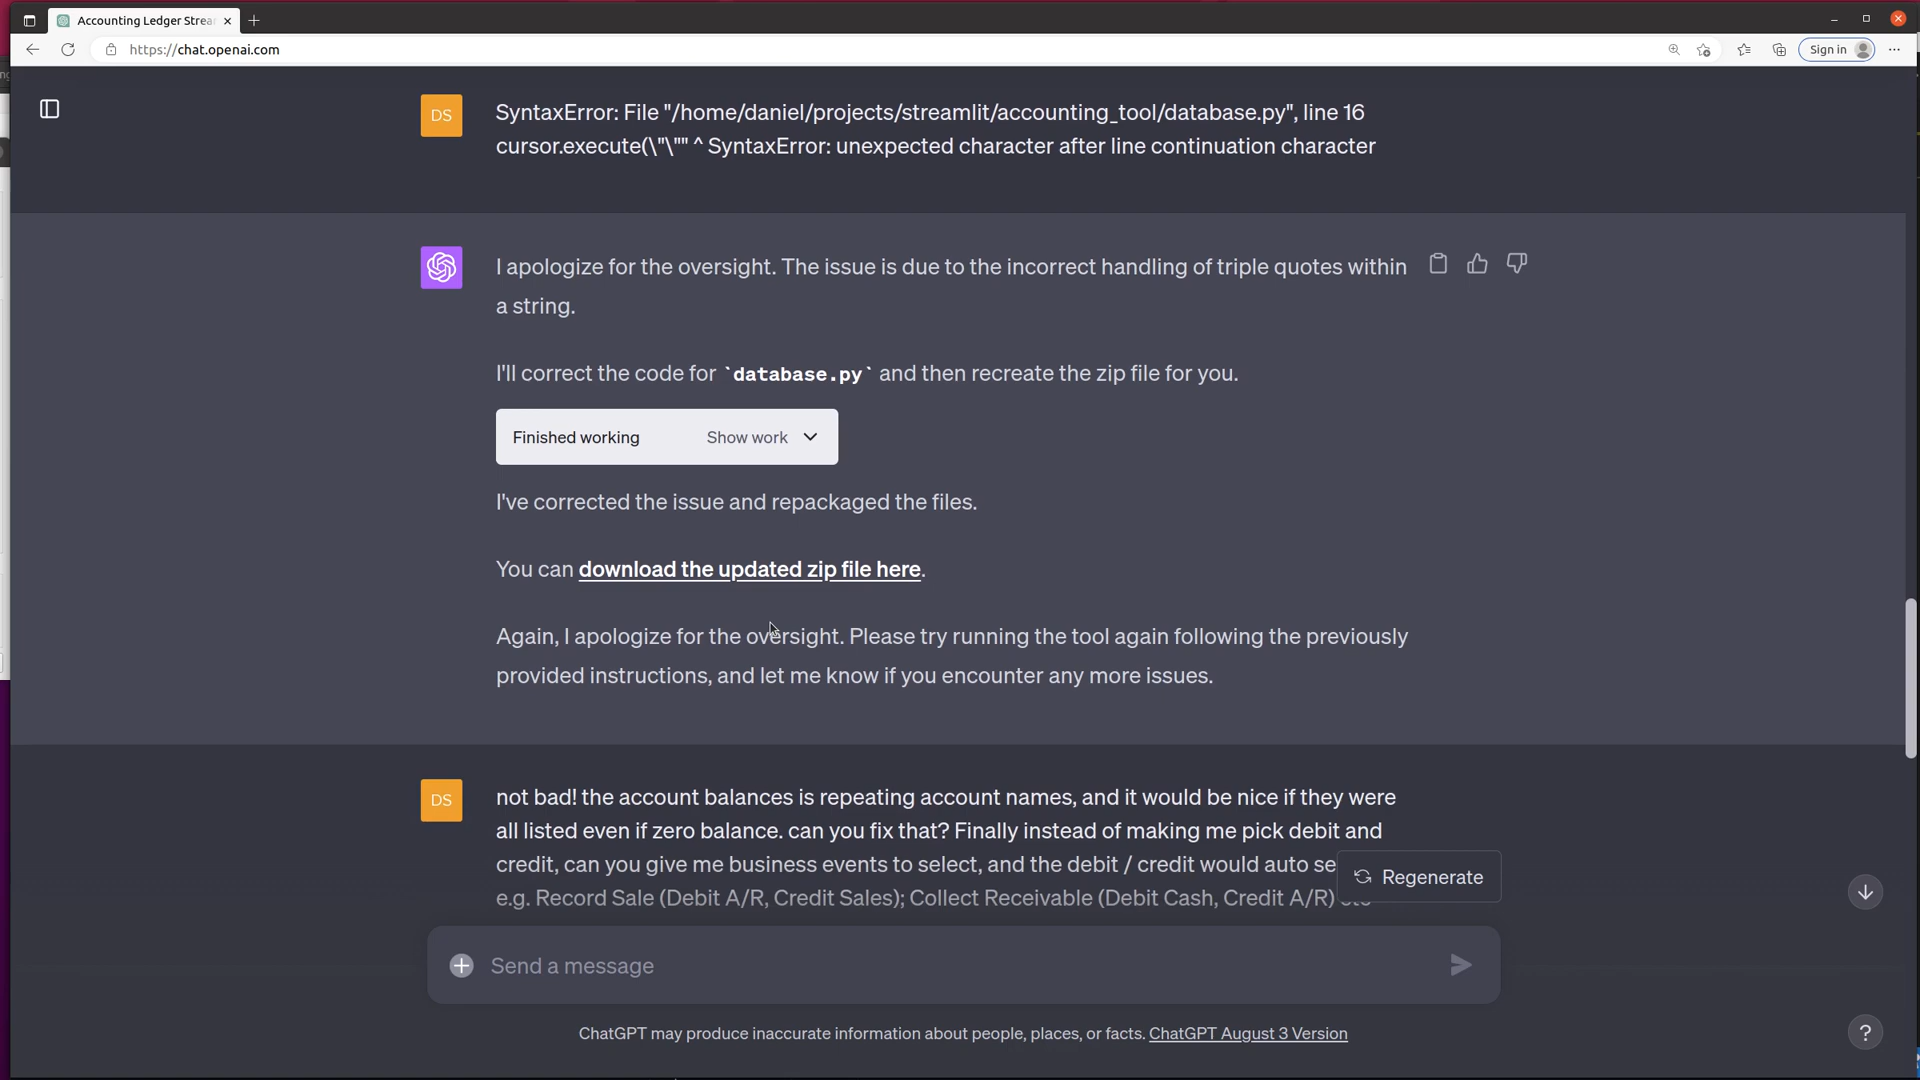 Accounting Ledger Strea
https://chat.openai.com
Sign in
DS
SyntaxError: File "/home/daniel/projects/streamlit/accounting_tool/database.py", line 16
cursor.execute(\"\"" ^ SyntaxError: unexpected character after line continuation character
I apologize for the oversight. The issue is due to the incorrect handling of triple quotes within
a string.
I'll correct the code for `database.py` and then recreate the zip file for you.
Finished working Show work
I've corrected the issue and repackaged the files.
You can download the updated zip file here.
Again, I apologize for the oversight. Please try running the tool again following the previously
provided instructions, and let me know if you encounter any more issues.
DS
not bad! the account balances is repeating account names, and it would be nice if they were
all listed even if zero balance. can you fix that? Finally instead of making me pick debit and
credit, can you give me business events to select, and the debit / credit would auto se
e.g. Record Sale (Debit A/R, Credit Sales); Collect Receivable (Debit Cash, Credit A/R) etc
Regenerate
Send a message
ChatGPT may produce inaccurate information about people, places, or facts. ChatGPT August 3 Version
?